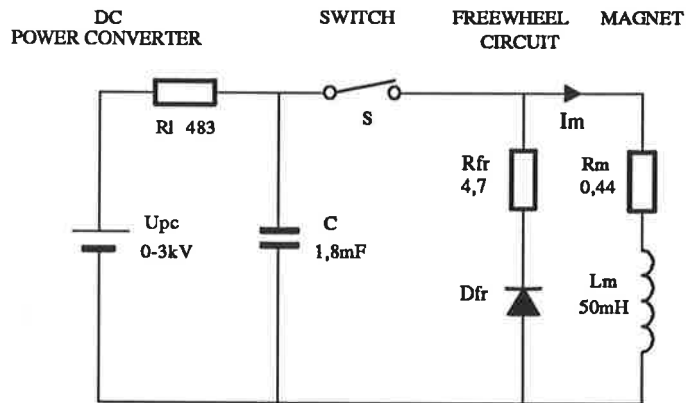 DC
POWER CONVERTER
SWITCH
FREEWHEEL
CIRCUIT
MAGNET
Rl 483
S
Im
Rfr
4,7
Rm
0,44
Upc
0-3kV
C
1,8mF
Dfr
Lm
50mH